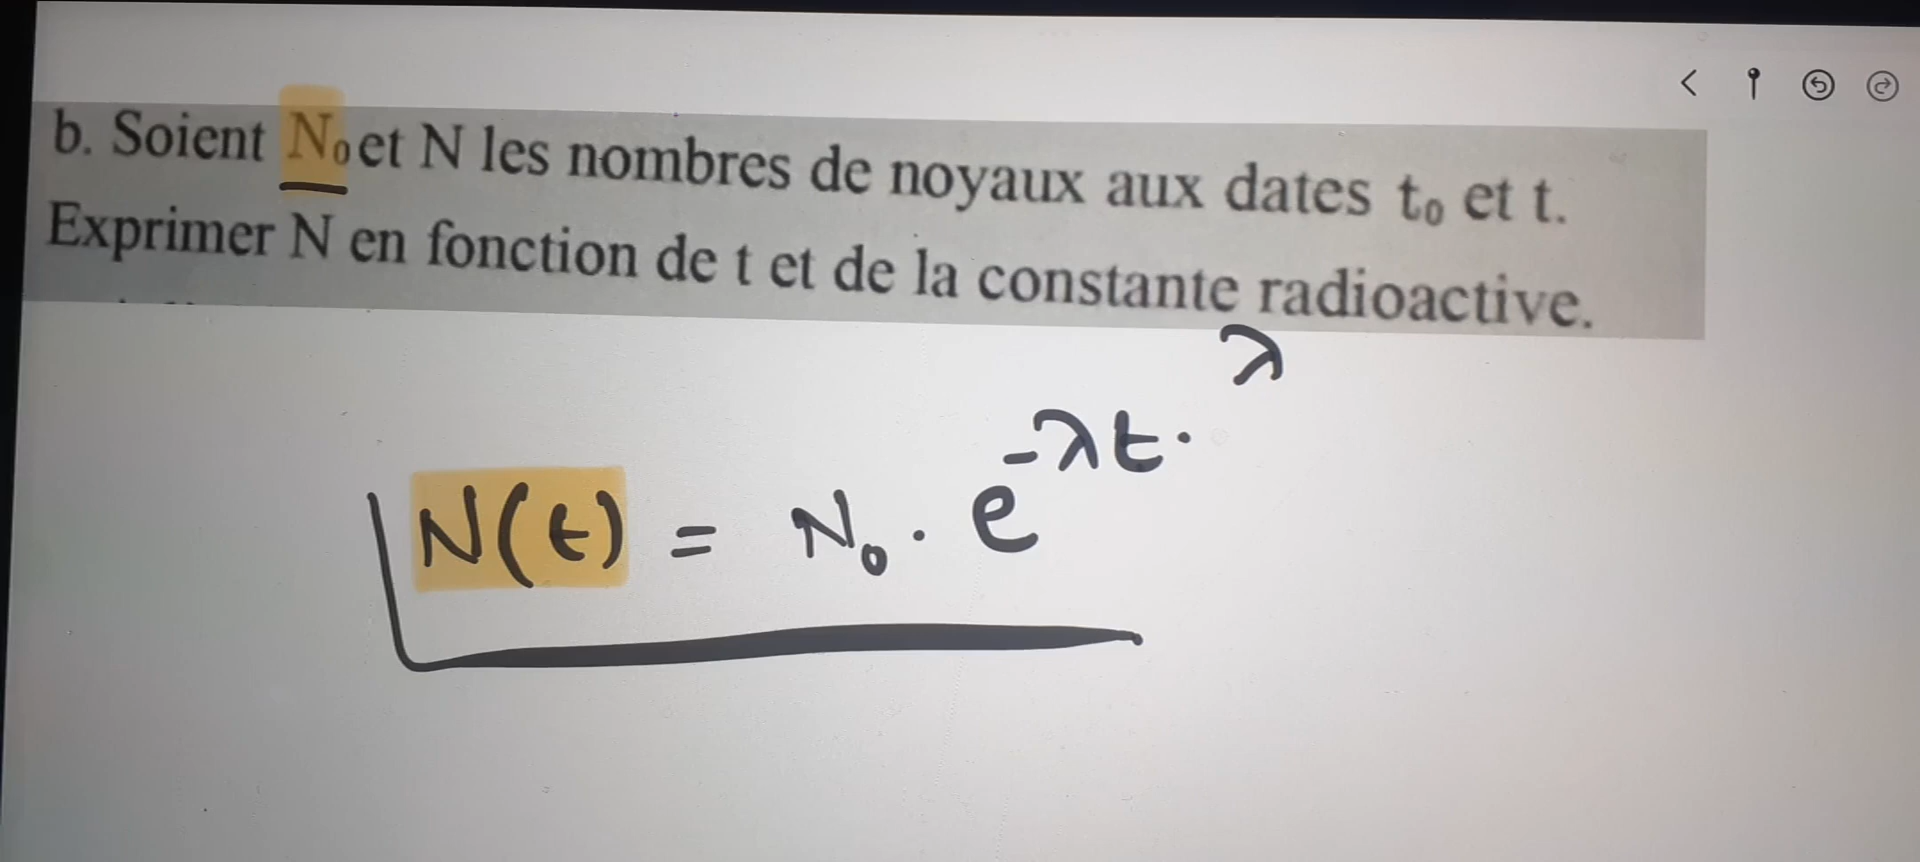 b. Soient N₀ et N les nombres de noyaux aux dates t₀ et t.
Exprimer N en fonction de t et de la constante radioactive.
λ
N(t) = N₀ . e^-λt.